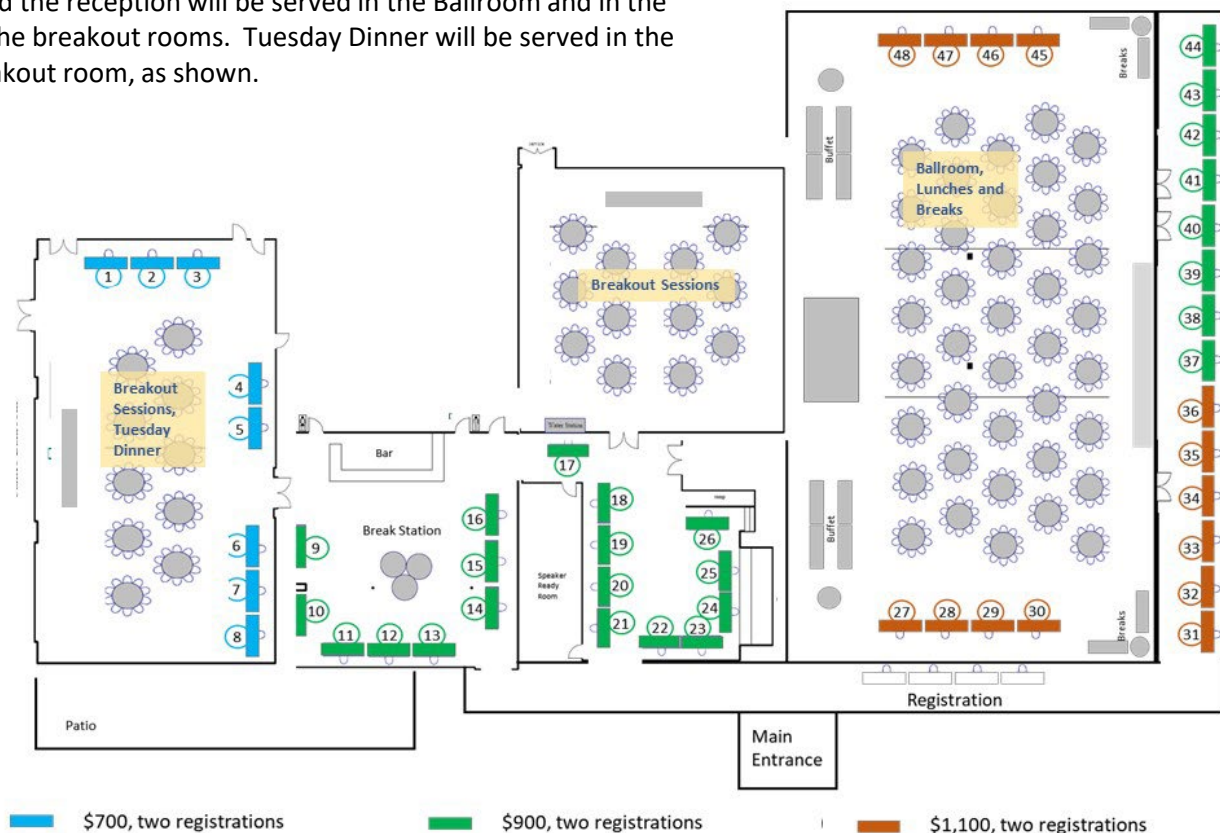 d the reception will be served in the Ballroom and in the
he breakout rooms.  Tuesday Dinner will be served in the
akout room, as shown.
48 47 46 45
Breaks
44
43
42
41
40
39
38
37
36
35
34
33
32
31
Buffet
Ballroom,
Lunches and
Breaks
Breakout Sessions
1 2 3
4
5
Breakout
Sessions,
Tuesday
Dinner
6
7
8
Bar
Break Station
9
10
11 12 13
14
15
16
17
18
19
20
21
Speaker
Ready
Room
22 23
24
25
26
Buffet
27 28 29 30
Breaks
Registration
Patio
Main
Entrance
$700, two registrations
$900, two registrations
$1,100, two registrations